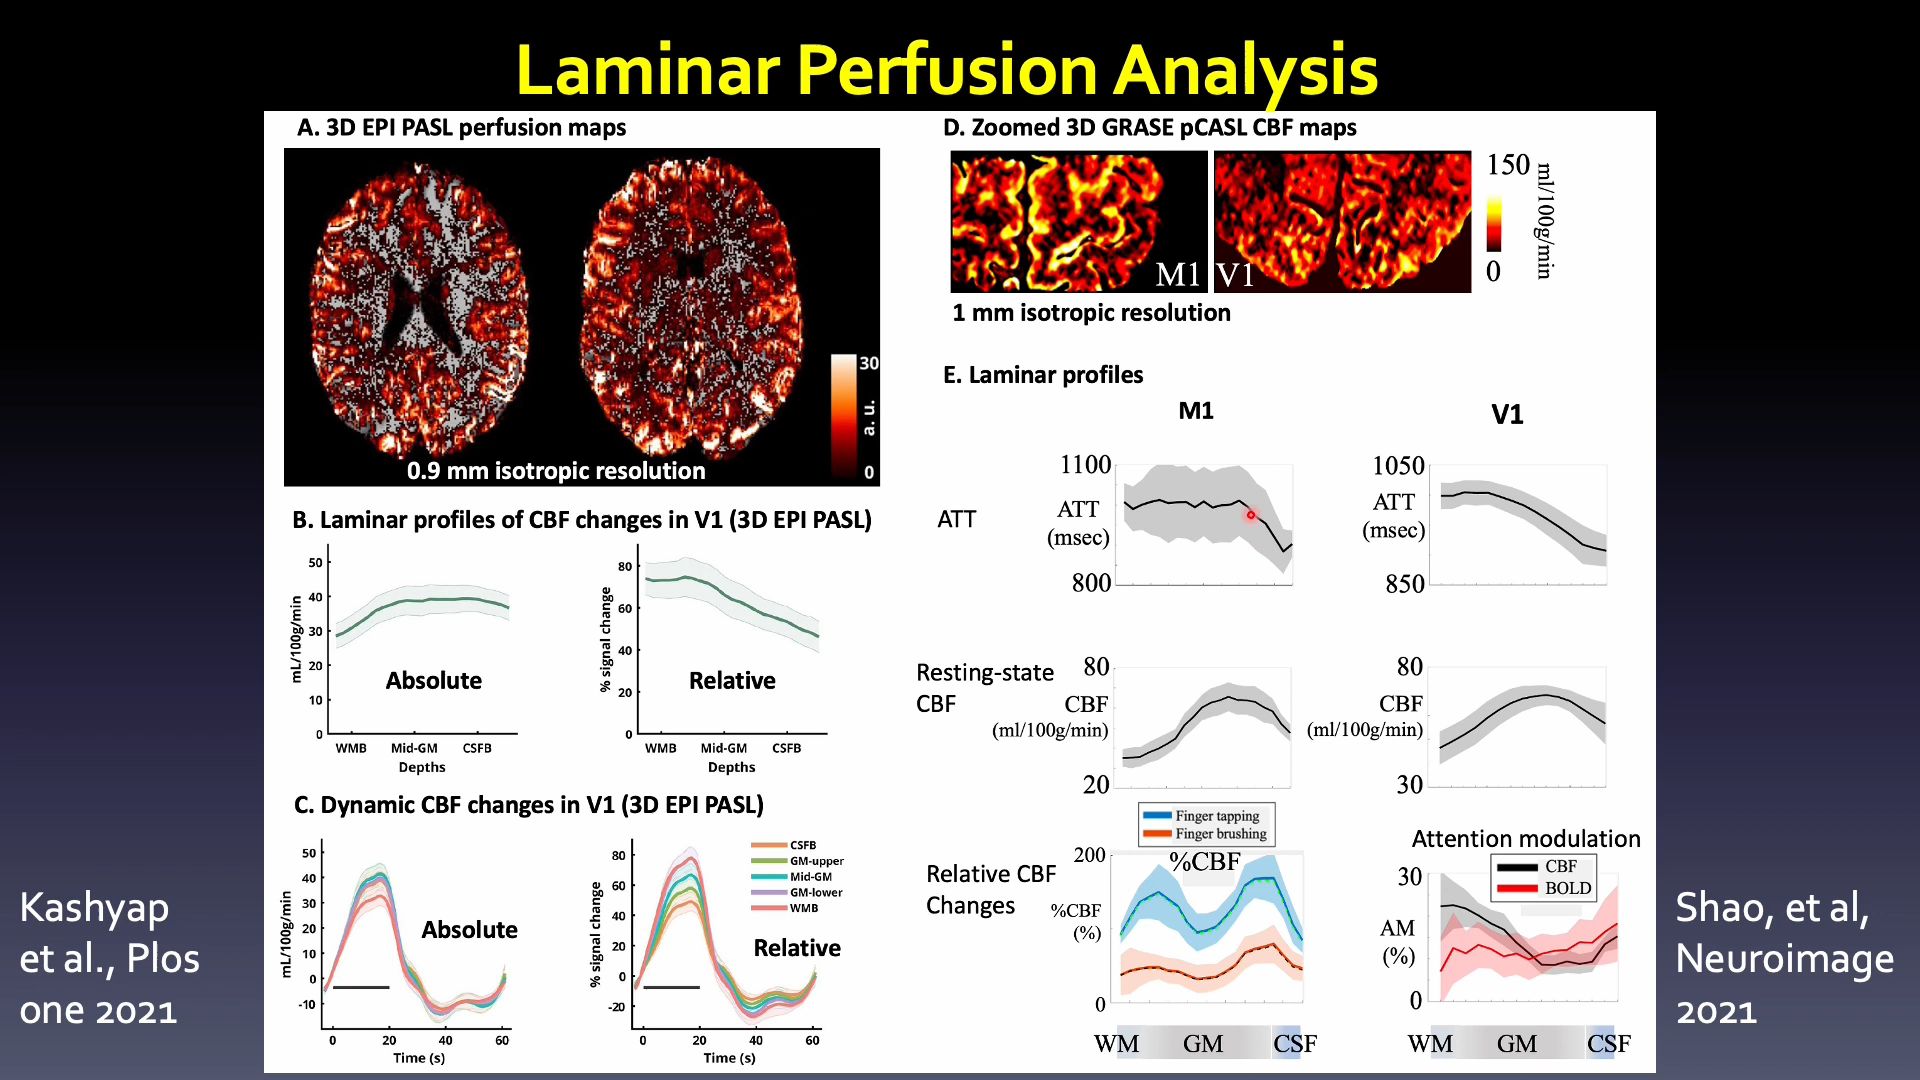 Laminar Perfusion Analysis
A. 3D EPI PASL perfusion maps
0.9 mm isotropic resolution
30
a. u.
0
B. Laminar profiles of CBF changes in V1 (3D EPI PASL)
mL/100g/min
50
40
30
20
10
0
Absolute
WMB Mid-GM CSFB
Depths
% signal change
80
60
40
20
0
Relative
WMB Mid-GM CSFB
Depths
C. Dynamic CBF changes in V1 (3D EPI PASL)
mL/100g/min
50
40
30
20
10
0
-10
Absolute
0 20 40 60
Time (s)
% signal change
80
60
40
20
0
-20
CSFB
GM-upper
Mid-GM
GM-lower
WMB
Relative
0 20 40 60
Time (s)
D. Zoomed 3D GRASE pCASL CBF maps
M1
V1
150
0
ml/100g/min
1 mm isotropic resolution
E. Laminar profiles
M1
V1
ATT
1100
ATT
(msec)
800
1050
ATT
(msec)
850
Resting-state
CBF
80
CBF
(ml/100g/min)
20
80
CBF
(ml/100g/min)
30
Relative CBF
Changes
Finger tapping
Finger brushing
%CBF
200
%CBF
(%)
0
WM GM CSF
Attention modulation
CBF
BOLD
30
AM
(%)
0
WM GM CSF
Kashyap
et al., Plos
one 2021
Shao, et al,
Neuroimage
2021